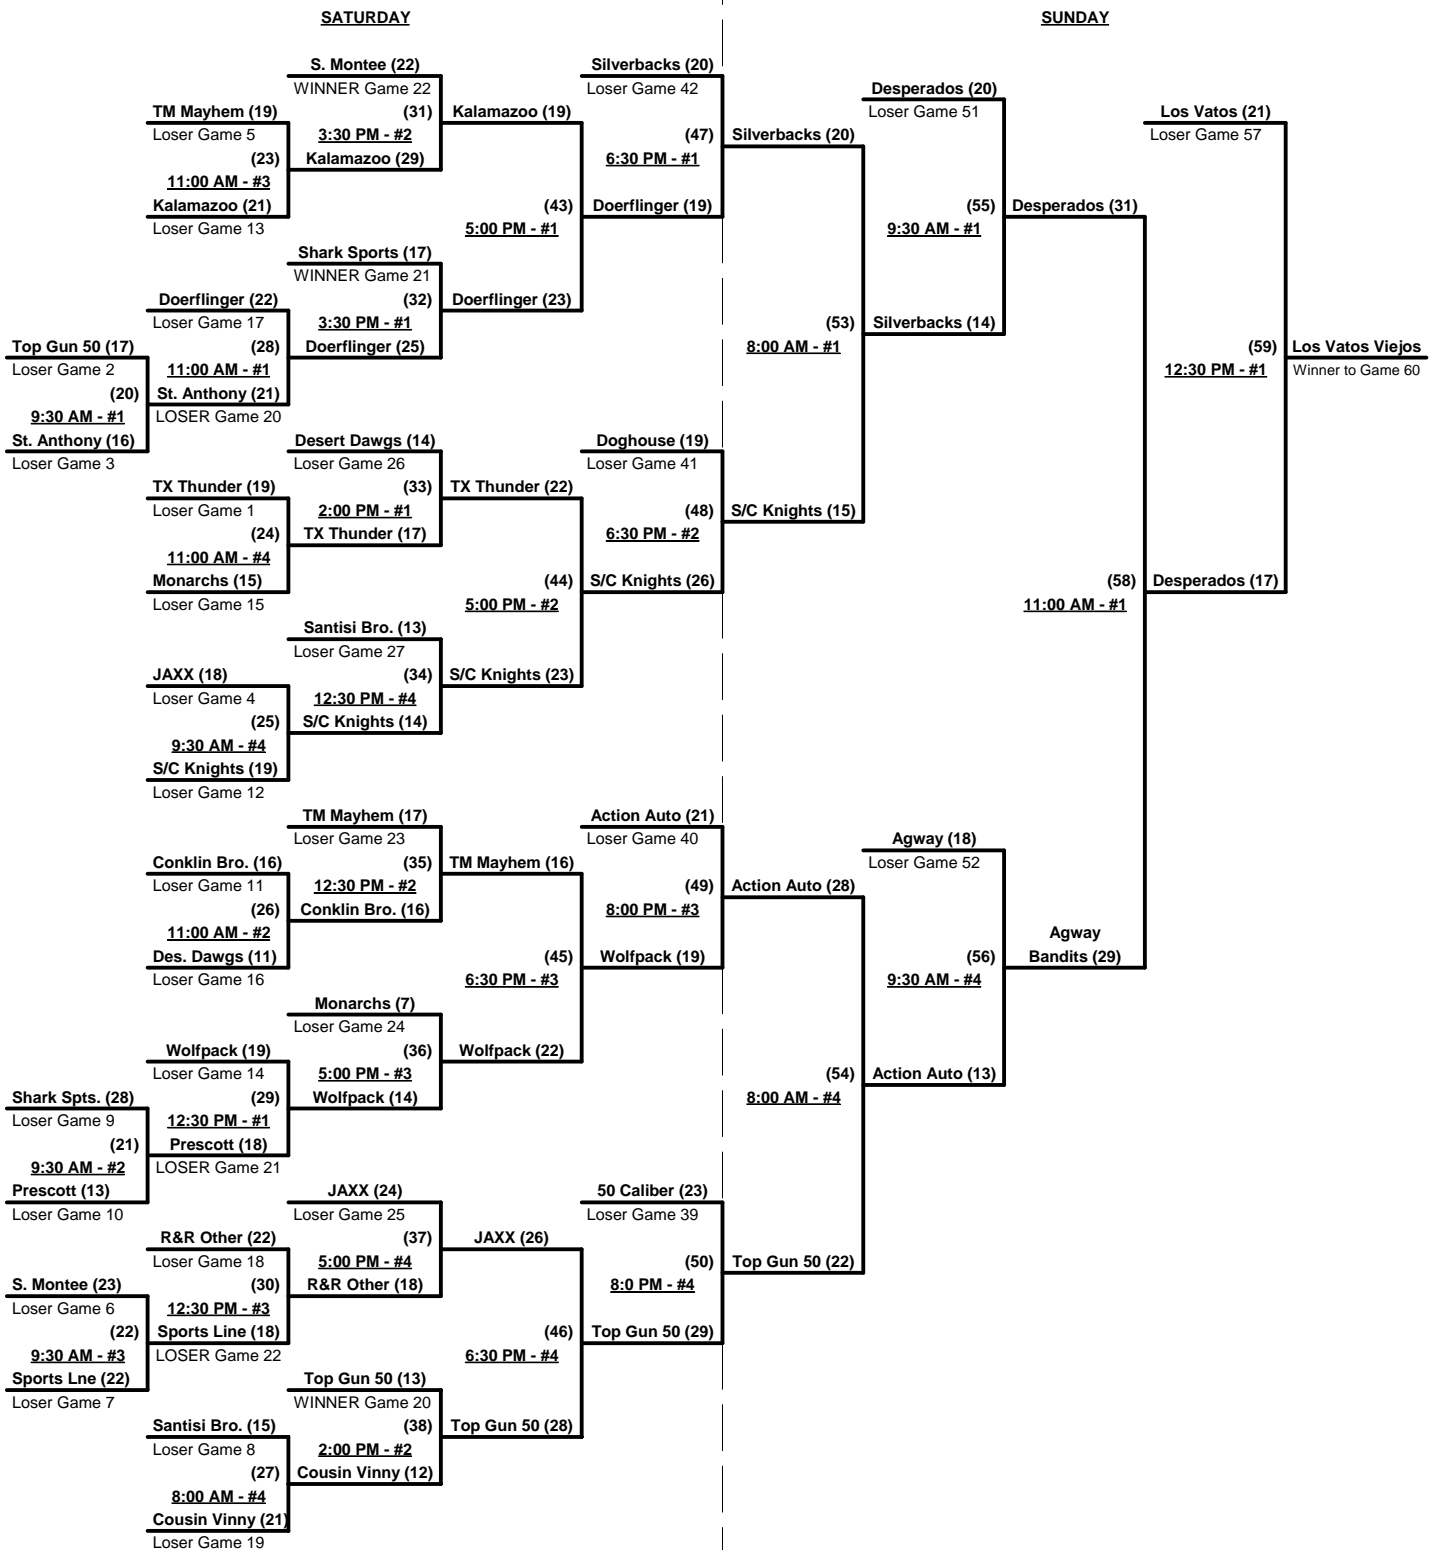 SATURDAY
SUNDAY
S. Montee (22)
WINNER Game 22
TM Mayhem (19)
Loser Game 5
(31)
3:30 PM - #2
(23)
Kalamazoo (29)
11:00 AM - #3
Kalamazoo (21)
Loser Game 13
Shark Sports (17)
WINNER Game 21
Doerflinger (22)
Loser Game 17
(32)
3:30 PM - #1
Top Gun 50 (17)
Loser Game 2
(28)
Doerflinger (25)
11:00 AM - #1
(20)
St. Anthony (21)
9:30 AM - #1
LOSER Game 20
St. Anthony (16)
Loser Game 3
Desert Dawgs (14)
Loser Game 26
TX Thunder (19)
Loser Game 1
(33)
2:00 PM - #1
(24)
TX Thunder (17)
11:00 AM - #4
Monarchs (15)
Loser Game 15
Santisi Bro. (13)
Loser Game 27
JAXX (18)
Loser Game 4
(34)
12:30 PM - #4
(25)
S/C Knights (14)
9:30 AM - #4
S/C Knights (19)
Loser Game 12
TM Mayhem (17)
Loser Game 23
Conklin Bro. (16)
Loser Game 11
(35)
12:30 PM - #2
(26)
Conklin Bro. (16)
11:00 AM - #2
Des. Dawgs (11)
Loser Game 16
Monarchs (7)
Loser Game 24
Wolfpack (19)
Loser Game 14
(36)
5:00 PM - #3
Shark Spts. (28)
Loser Game 9
(29)
Wolfpack (14)
12:30 PM - #1
(21)
Prescott (18)
9:30 AM - #2
LOSER Game 21
Prescott (13)
Loser Game 10
JAXX (24)
Loser Game 25
R&R Other (22)
Loser Game 18
(37)
5:00 PM - #4
S. Montee (23)
Loser Game 6
(30)
R&R Other (18)
12:30 PM - #3
(22)
Sports Line (18)
9:30 AM - #3
LOSER Game 22
Sports Lne (22)
Loser Game 7
Top Gun 50 (13)
WINNER Game 20
Santisi Bro. (15)
Loser Game 8
(38)
2:00 PM - #2
(27)
Cousin Vinny (12)
8:00 AM - #4
Cousin Vinny (21)
Loser Game 19
Kalamazoo (19)
(43)
5:00 PM - #1
Doerflinger (23)
TX Thunder (22)
(44)
5:00 PM - #2
S/C Knights (23)
TM Mayhem (16)
(45)
6:30 PM - #3
Wolfpack (22)
JAXX (26)
(46)
6:30 PM - #4
Top Gun 50 (28)
Silverbacks (20)
Loser Game 42
(47)
6:30 PM - #1
Doerflinger (19)
Doghouse (19)
Loser Game 41
(48)
6:30 PM - #2
S/C Knights (26)
Action Auto (21)
Loser Game 40
(49)
8:00 PM - #3
Wolfpack (19)
50 Caliber (23)
Loser Game 39
(50)
8:0 PM - #4
Top Gun 50 (29)
Silverbacks (20)
(53)
8:00 AM - #1
S/C Knights (15)
Action Auto (28)
(54)
8:00 AM - #4
Top Gun 50 (22)
Desperados (20)
Loser Game 51
(55)
9:30 AM - #1
Silverbacks (14)
Agway (18)
Loser Game 52
(56)
9:30 AM - #4
Action Auto (13)
Desperados (31)
(58)
11:00 AM - #1
Agway
Bandits (29)
Los Vatos (21)
Loser Game 57
(59)
12:30 PM - #1
Desperados (17)
Los Vatos Viejos
Winner to Game 60